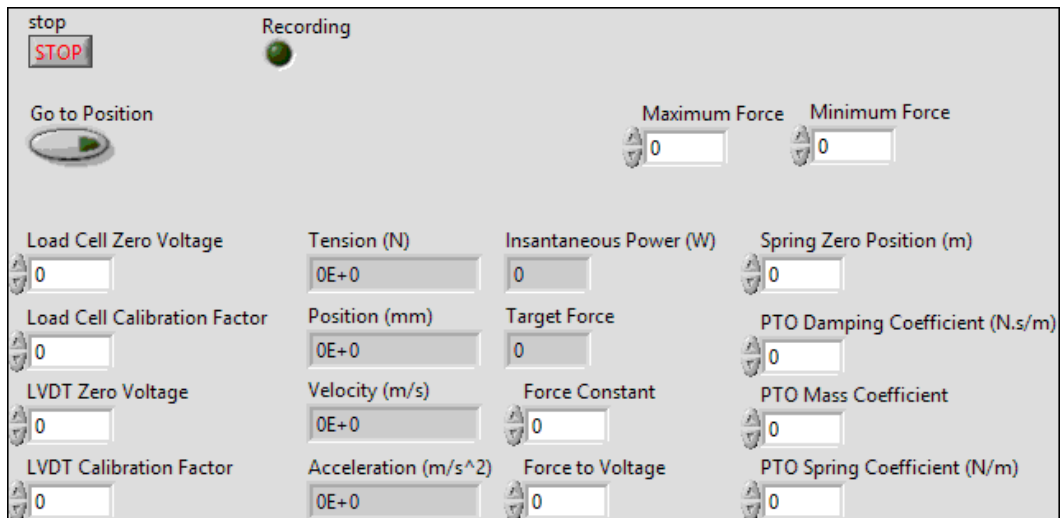 stop
STOP
Recording
Go to Position
Maximum Force
0
Minimum Force
0
Load Cell Zero Voltage
0
Tension (N)
0E+0
Insantaneous Power (W)
0
Spring Zero Position (m)
0
Load Cell Calibration Factor
0
Position (mm)
0E+0
Target Force
0
PTO Damping Coefficient (N.s/m)
0
LVDT Zero Voltage
0
Velocity (m/s)
0E+0
Force Constant
0
PTO Mass Coefficient
0
LVDT Calibration Factor
0
Acceleration (m/s^2)
0E+0
Force to Voltage
0
PTO Spring Coefficient (N/m)
0